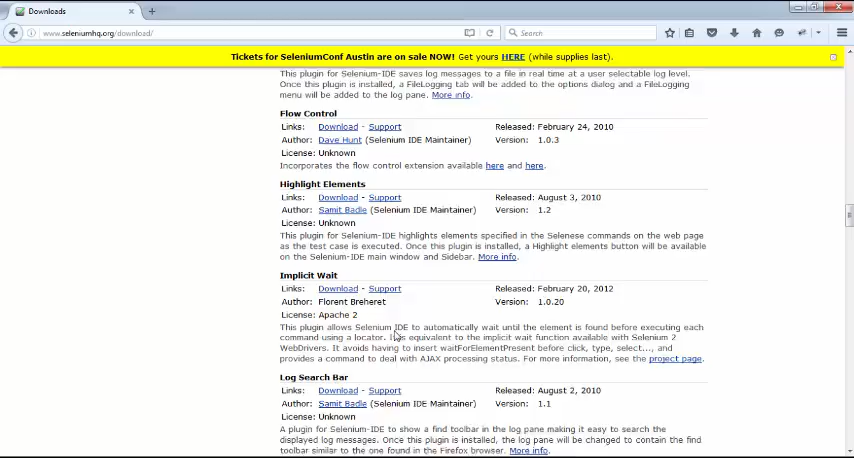 Downloads
www.seleniumhq.org/download/
Search
Tickets for SeleniumConf Austin are on sale NOW! Get yours HERE (while supplies last).
This plugin for Selenium-IDE saves log messages to a file in real time at a user selectable log level.
Once this plugin is installed, a FileLogging tab will be added to the options dialog and a FileLogging
menu will be added to the log pane. More info.
Flow Control
Links: Download - Support Released: February 24, 2010
Author: Dave Hunt (Selenium IDE Maintainer) Version: 1.0.3
License: Unknown
Incorporates the flow control extension available here and here.
Highlight Elements
Links: Download - Support Released: August 3, 2010
Author: Samit Badle (Selenium IDE Maintainer) Version: 1.2
License: Unknown
This plugin for Selenium-IDE highlights elements specified in the Selenese commands on the web page
as the test case is executed. Once this plugin is installed, a Highlight elements button will be available
on the Selenium-IDE main window and Sidebar. More info.
Implicit Wait
Links: Download - Support Released: February 20, 2012
Author: Florent Breheret Version: 1.0.20
License: Apache 2
This plugin allows Selenium IDE to automatically wait until the element is found before executing each
command using a locator. It is equivalent to the implicit wait function available with Selenium 2
WebDrivers. It avoids having to insert waitForElementPresent before click, type, select..., and
provides a command to deal with AJAX processing status. For more information, see the project page.
Log Search Bar
Links: Download - Support Released: August 2, 2010
Author: Samit Badle (Selenium IDE Maintainer) Version: 1.1
License: Unknown
A plugin for Selenium-IDE to show a find toolbar in the log pane making it easy to search the
displayed log messages. Once this plugin is installed, the log pane will be changed to contain the find
toolbar similar to the one found in the Firefox browser. More info.